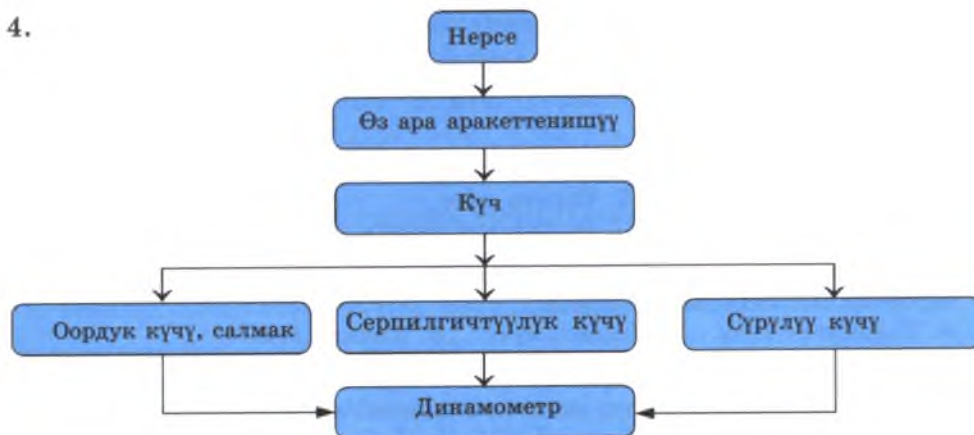 4.
Нерсе
Өз ара аракеттенишүү
Күч
Оордук күчү, салмак
Серпилгичтүүлүк күчү
Сүрүлүү күчү
Динамометр